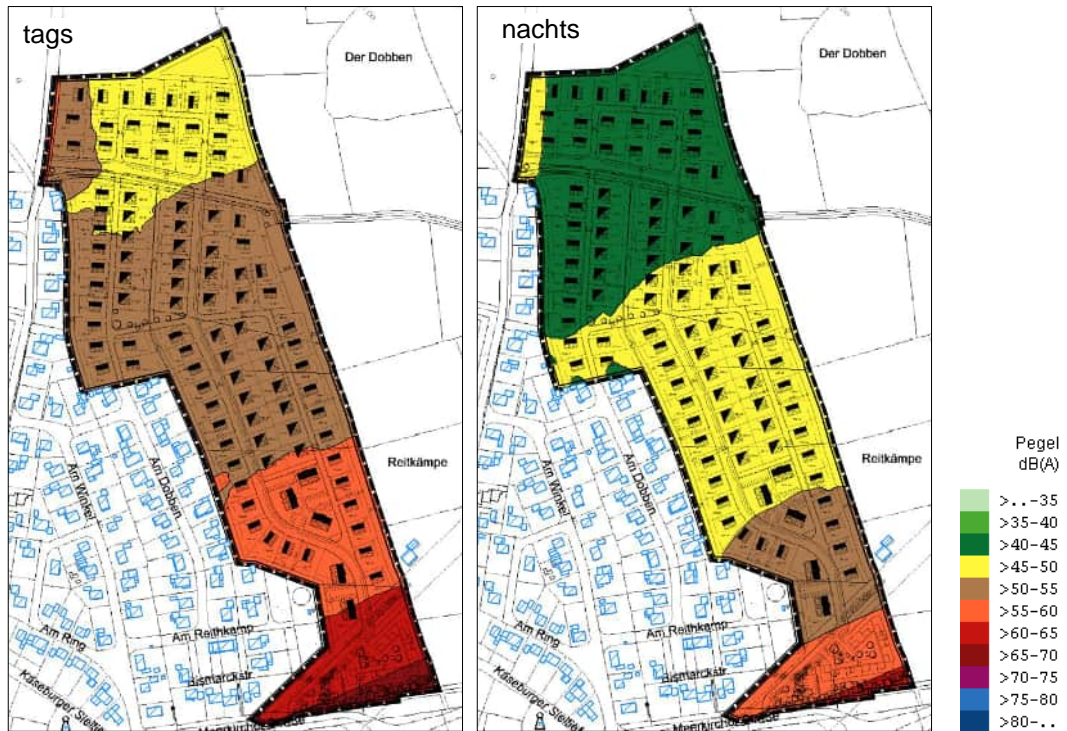 tags
Der Dobben
Reitkämpe
Am Winkel
Am Dobben
Am Ring
Am Reithkamp
Bismarckstr.
nachts
Der Dobben
Reitkämpe
Am Winkel
Am Dobben
Am Ring
Am Reithkamp
Bismarckstr.
Pegel
dB(A)
>..-35
>35-40
>40-45
>45-50
>50-55
>55-60
>60-65
>65-70
>70-75
>75-80
>80-..